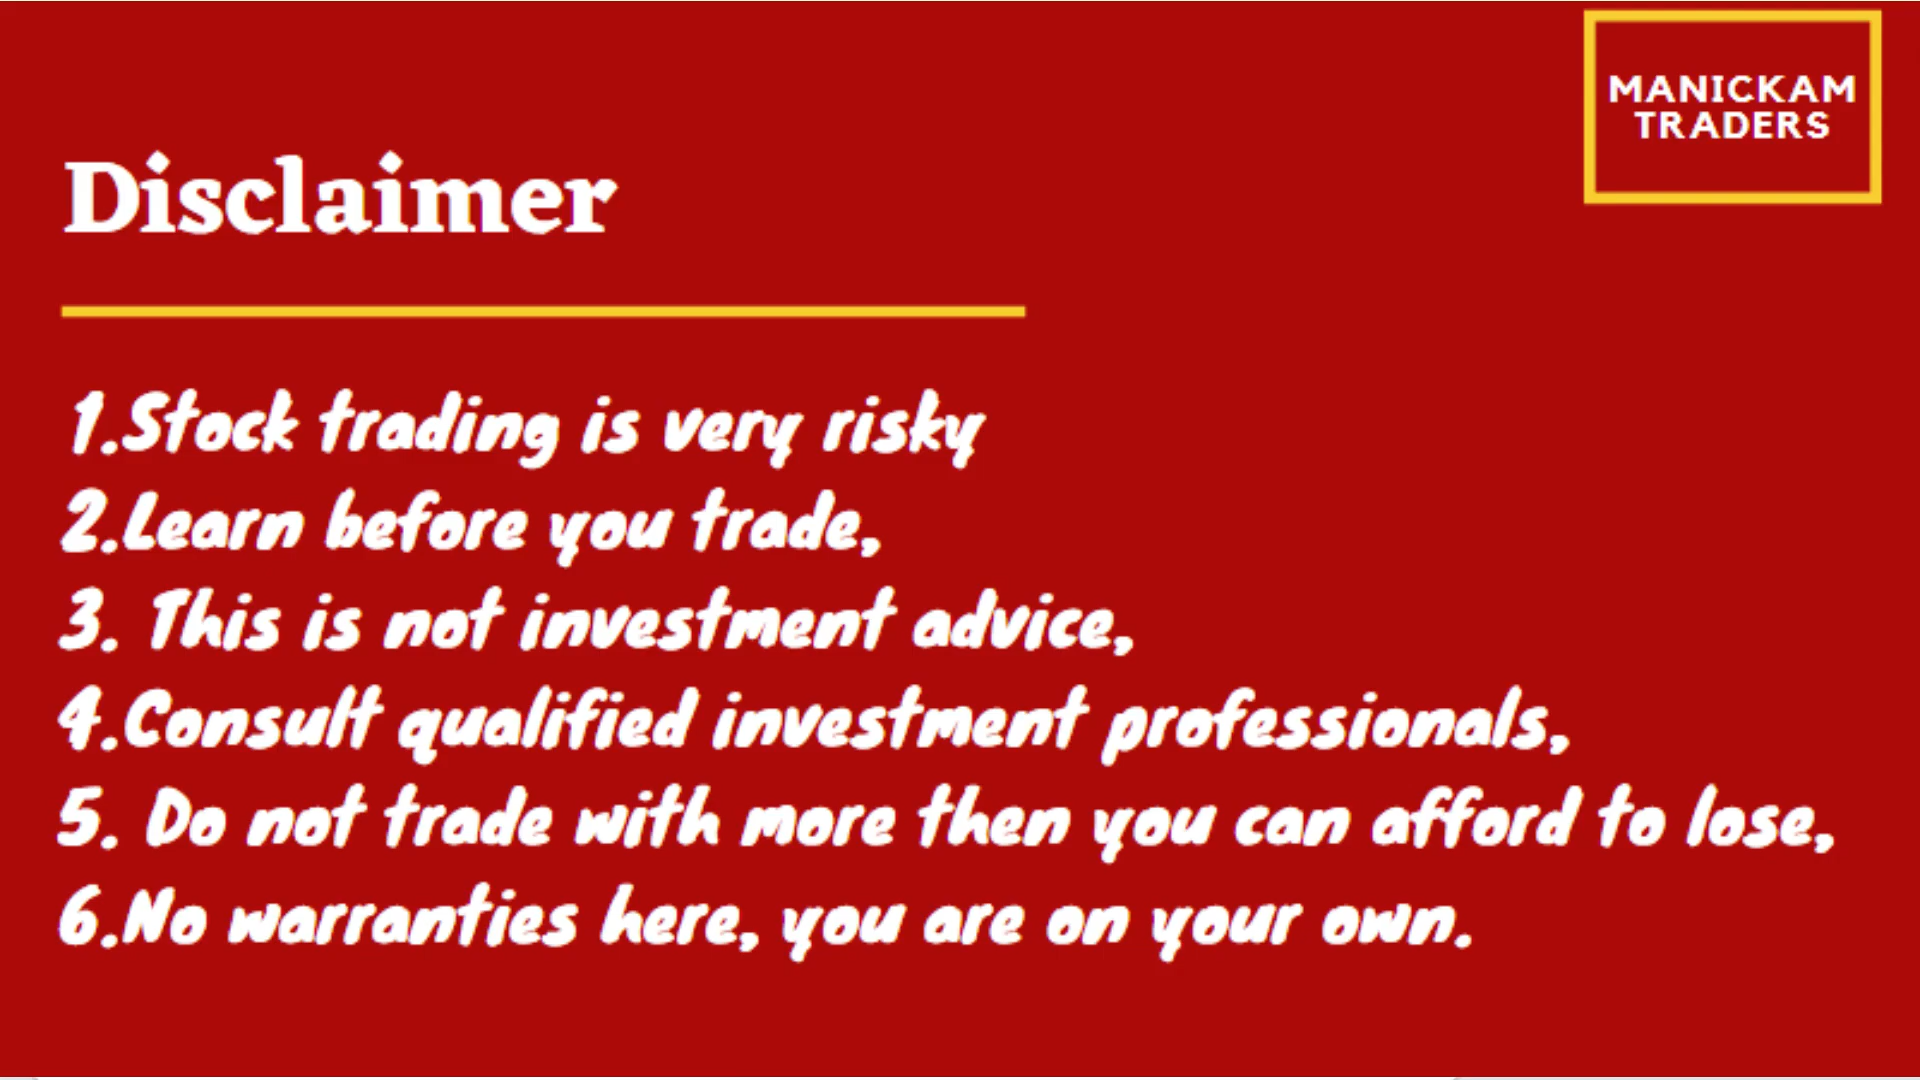 MANICKAM
TRADERS
Disclaimer
1.Stock trading is very risky
2.Learn before you trade,
3. This is not investment advice,
4.Consult qualified investment professionals,
5. Do not trade with more then you can afford to lose,
6.No warranties here, you are on your own.